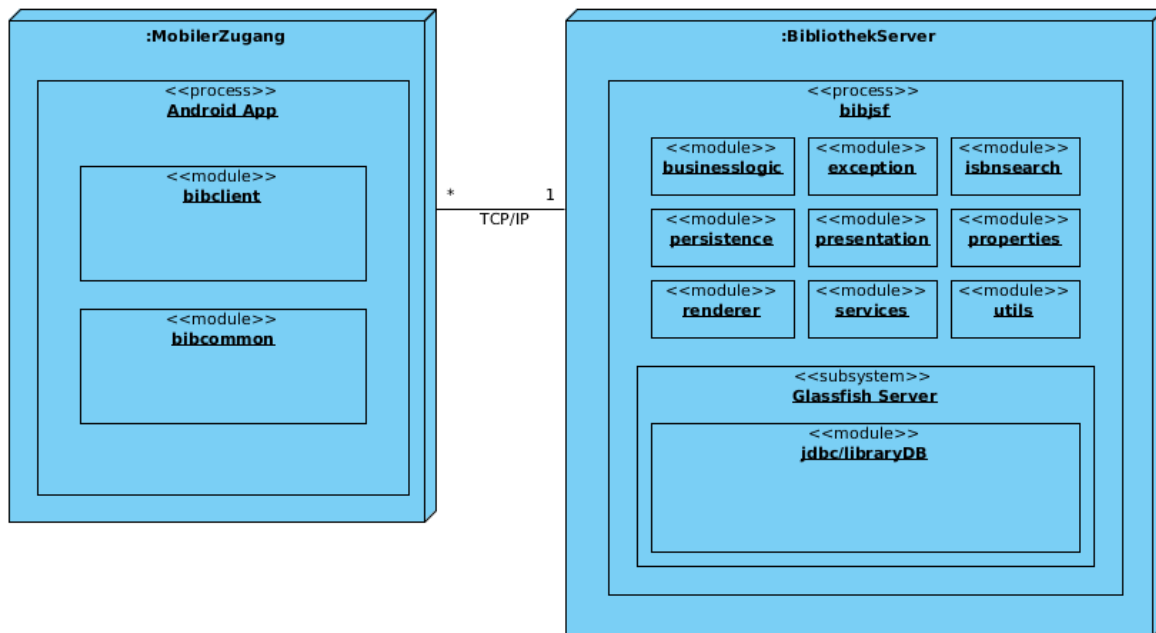 :MobilerZugang
<<process>>
Android App
<<module>>
bibclient
<<module>>
bibcommon
* 1
TCP/IP
:BibliothekServer
<<process>>
bibjsf
<<module>> <<module>> <<module>>
businesslogic exception isbnsearch
<<module>> <<module>> <<module>>
persistence presentation properties
<<module>> <<module>> <<module>>
renderer services utils
<<subsystem>>
Glassfish Server
<<module>>
jdbc/libraryDB